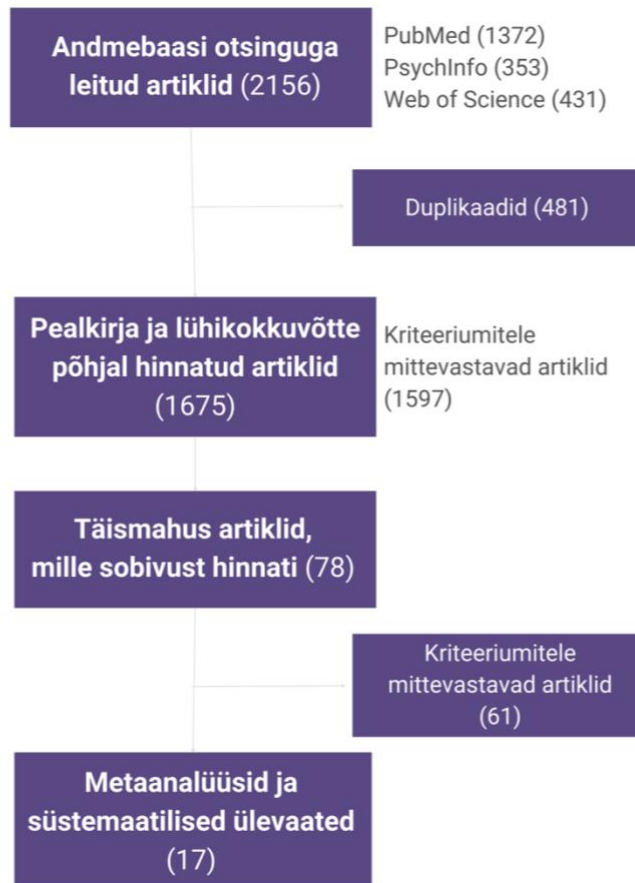 Andmebaasi otsinguga
leitud artiklid (2156)
PubMed (1372)
PsychInfo (353)
Web of Science (431)
Duplikaadid (481)
Pealkirja ja lühikokkuvõtte
põhjal hinnatud artiklid
(1675)
Kriteeriumitele
mittevastavad artiklid
(1597)
Täismahus artiklid,
mille sobivust hinnati (78)
Kriteeriumitele
mittevastavad artiklid
(61)
Metaanalüüsid ja
süstemaatilised ülevaated
(17)